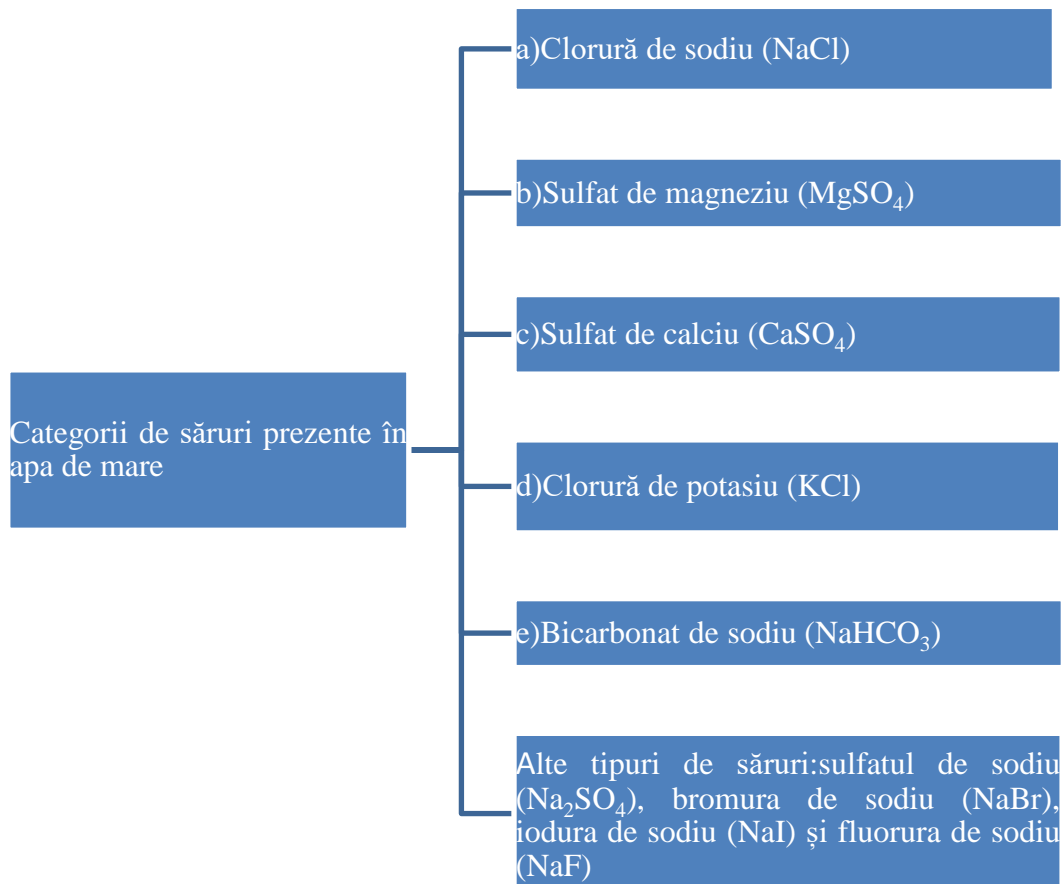 a)Clorură de sodiu (NaCl)
b)Sulfat de magneziu (MgSO₄)
c)Sulfat de calciu (CaSO₄)
Categorii de săruri prezente în
apa de mare
d)Clorură de potasiu (KCl)
e)Bicarbonat de sodiu (NaHCO₃)
Alte tipuri de săruri:sulfatul de sodiu
(Na₂SO₄), bromura de sodiu (NaBr),
iodura de sodiu (NaI) și fluorura de sodiu
(NaF)